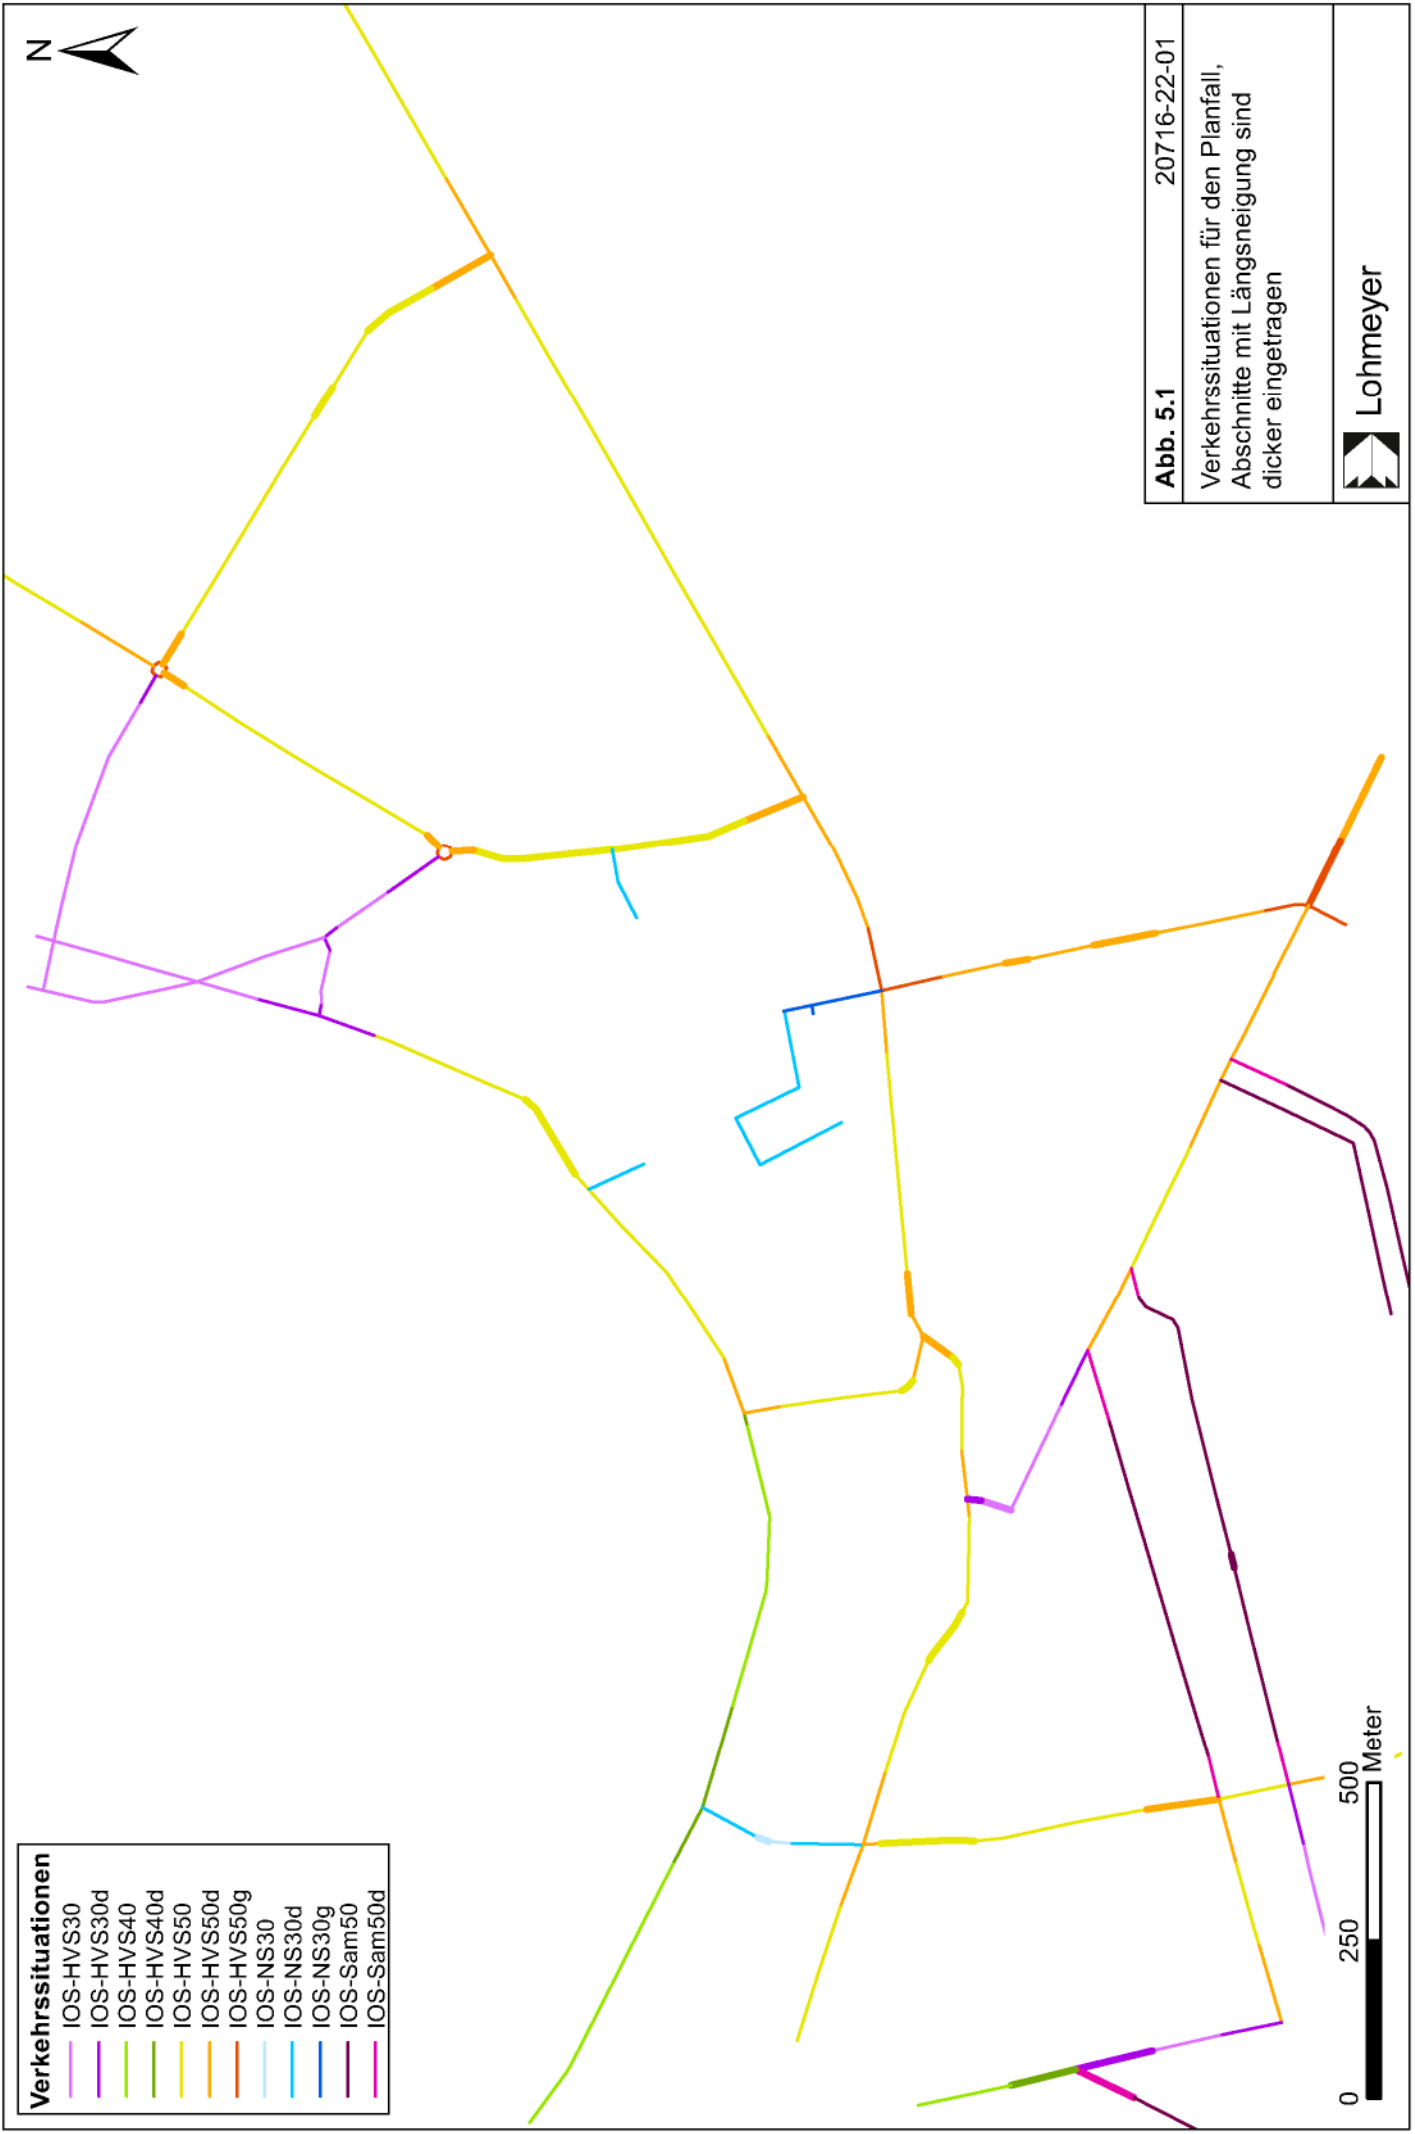 N
Verkehrssituationen
IOS-HVS30
IOS-HVS30d
IOS-HVS40
IOS-HVS40d
IOS-HVS50
IOS-HVS50d
IOS-HVS50g
IOS-NS30
IOS-NS30d
IOS-NS30g
IOS-Sam50
IOS-Sam50d
0 250 500
Meter
Abb. 5.1 20716-22-01
Verkehrssituationen für den Planfall,
Abschnitte mit Längsneigung sind
dicker eingetragen
Lohmeyer